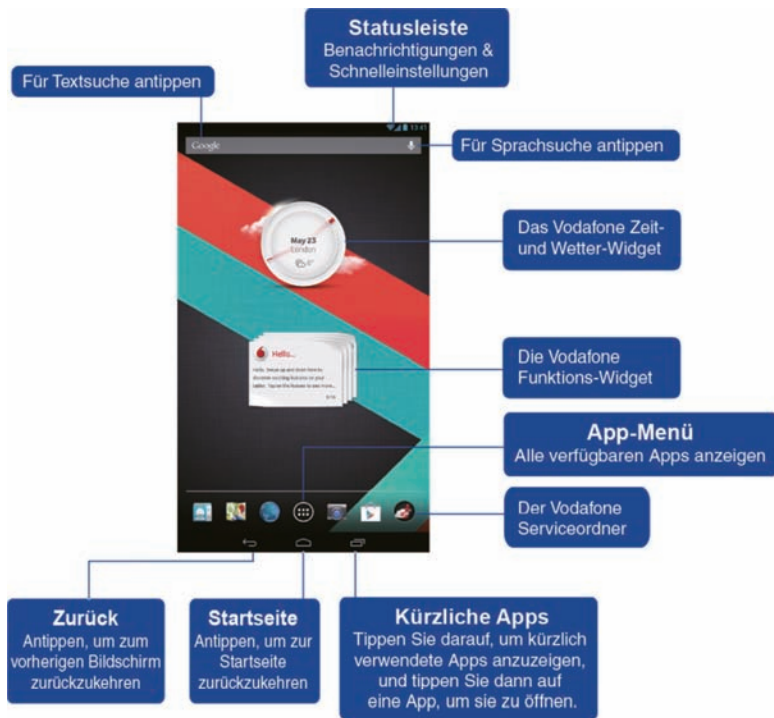 Statusleiste
Benachrichtigungen &
Schnelleinstellungen
Für Textsuche antippen
13:41
Google
Für Sprachsuche antippen
May 23
London
Das Vodafone Zeit-
und Wetter-Widget
Hello...
Die Vodafone
Funktions-Widget
App-Menü
Alle verfügbaren Apps anzeigen
Der Vodafone
Serviceordner
Zurück
Antippen, um zum
vorherigen Bildschirm
zurückzukehren
Startseite
Antippen, um zur
Startseite
zurückzukehren
Kürzliche Apps
Tippen Sie darauf, um kürzlich
verwendete Apps anzuzeigen,
und tippen Sie dann auf
eine App, um sie zu öffnen.